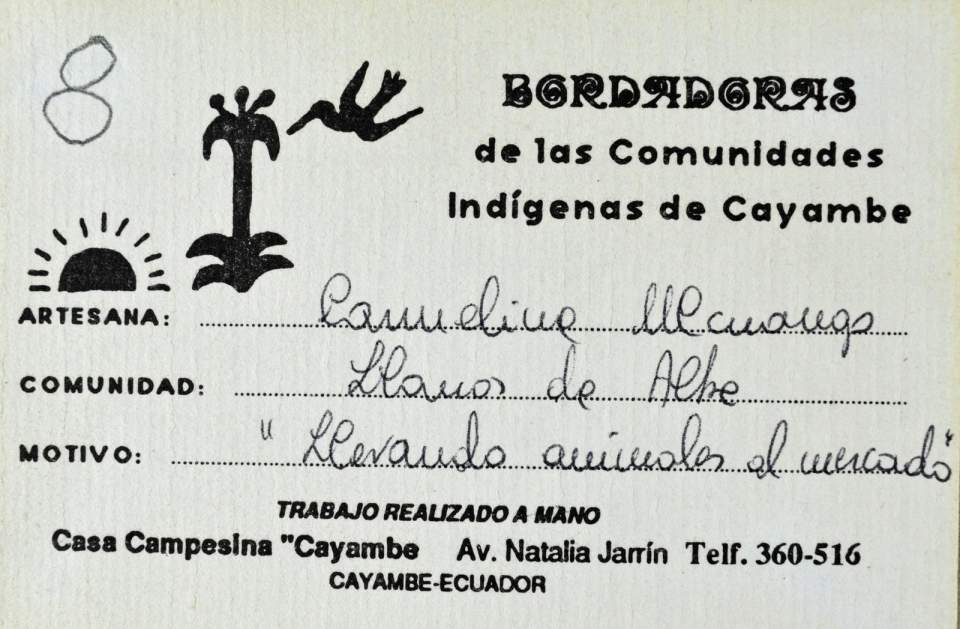 8
BORDADORAS
de las Comunidades
Indígenas de Cayambe
ARTESANA: Carmelina
COMUNIDAD: Llanos de Alba
MOTIVO: "Llevando animales al mercado"
TRABAJO REALIZADO A MANO
Casa Campesina "Cayambe Av. Natalia Jarrín Telf. 360-516
CAYAMBE-ECUADOR